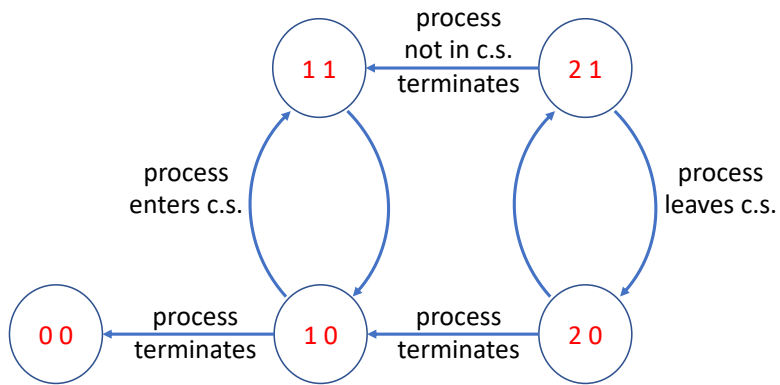 process
not in c.s.
terminates
1 1
2 1
process
enters c.s.
process
leaves c.s.
0 0
process
terminates
1 0
process
terminates
2 0